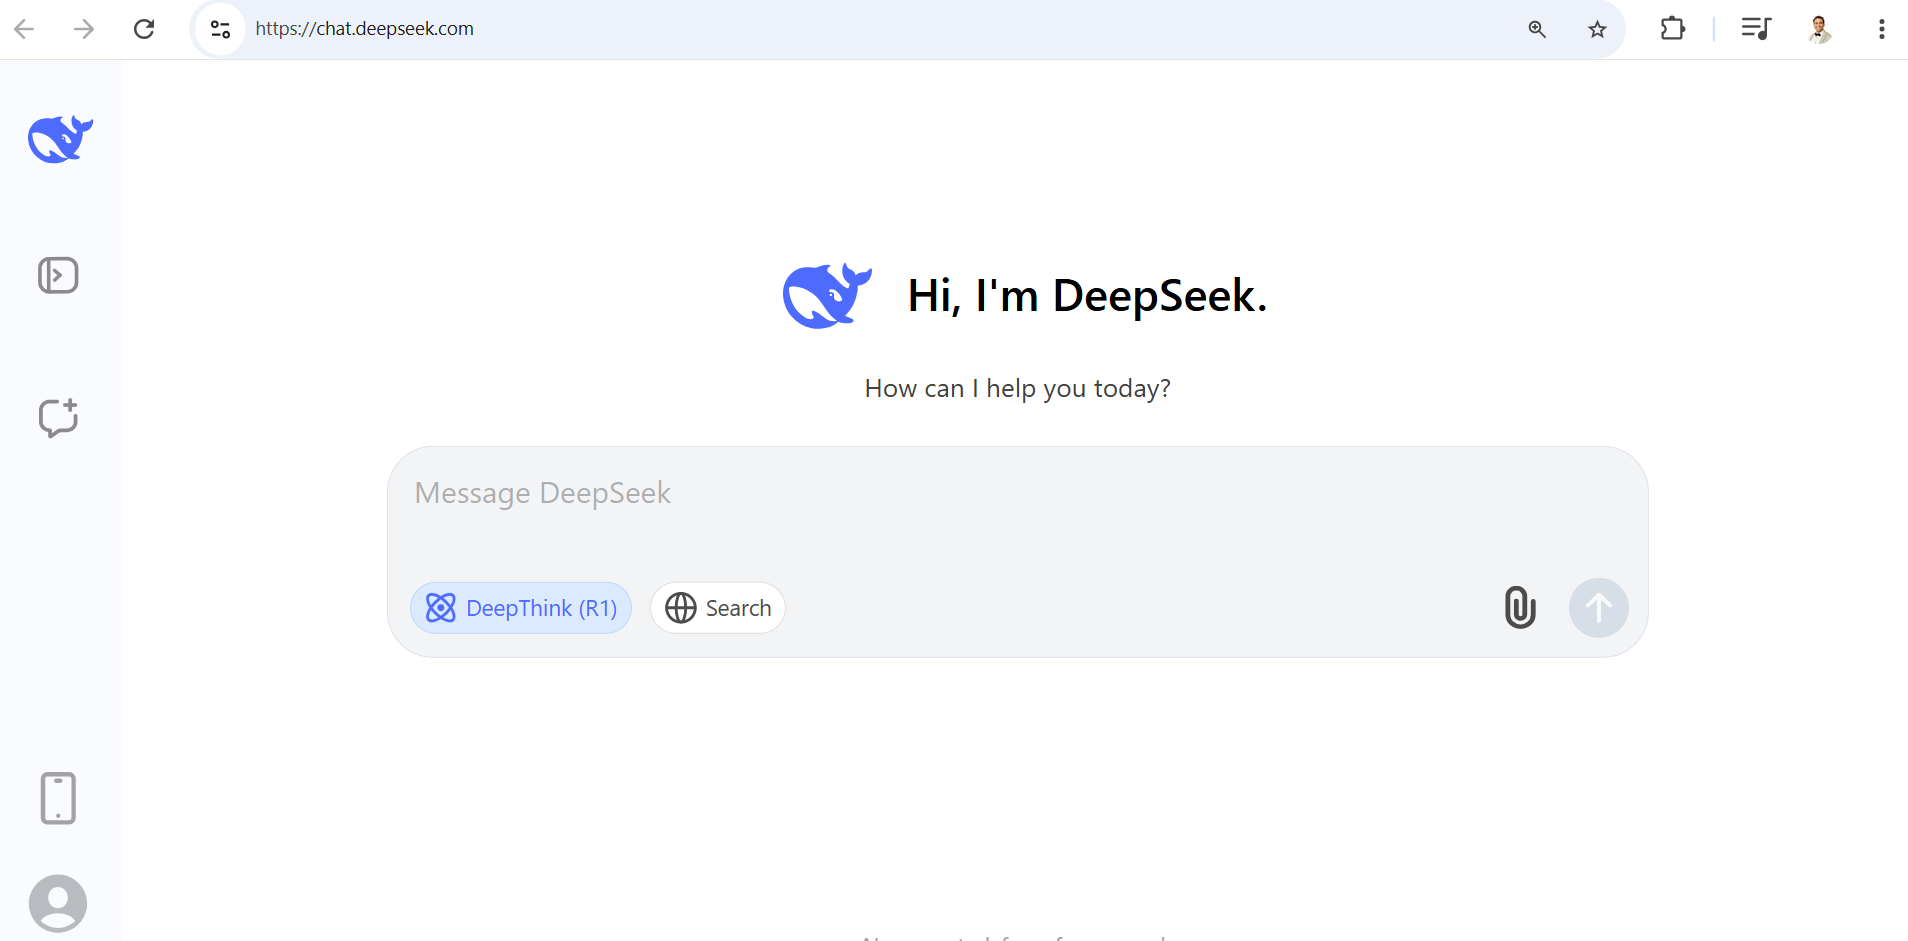 https://chat.deepseek.com
Hi, I'm DeepSeek.
How can I help you today?
Message DeepSeek
DeepThink (R1)
Search